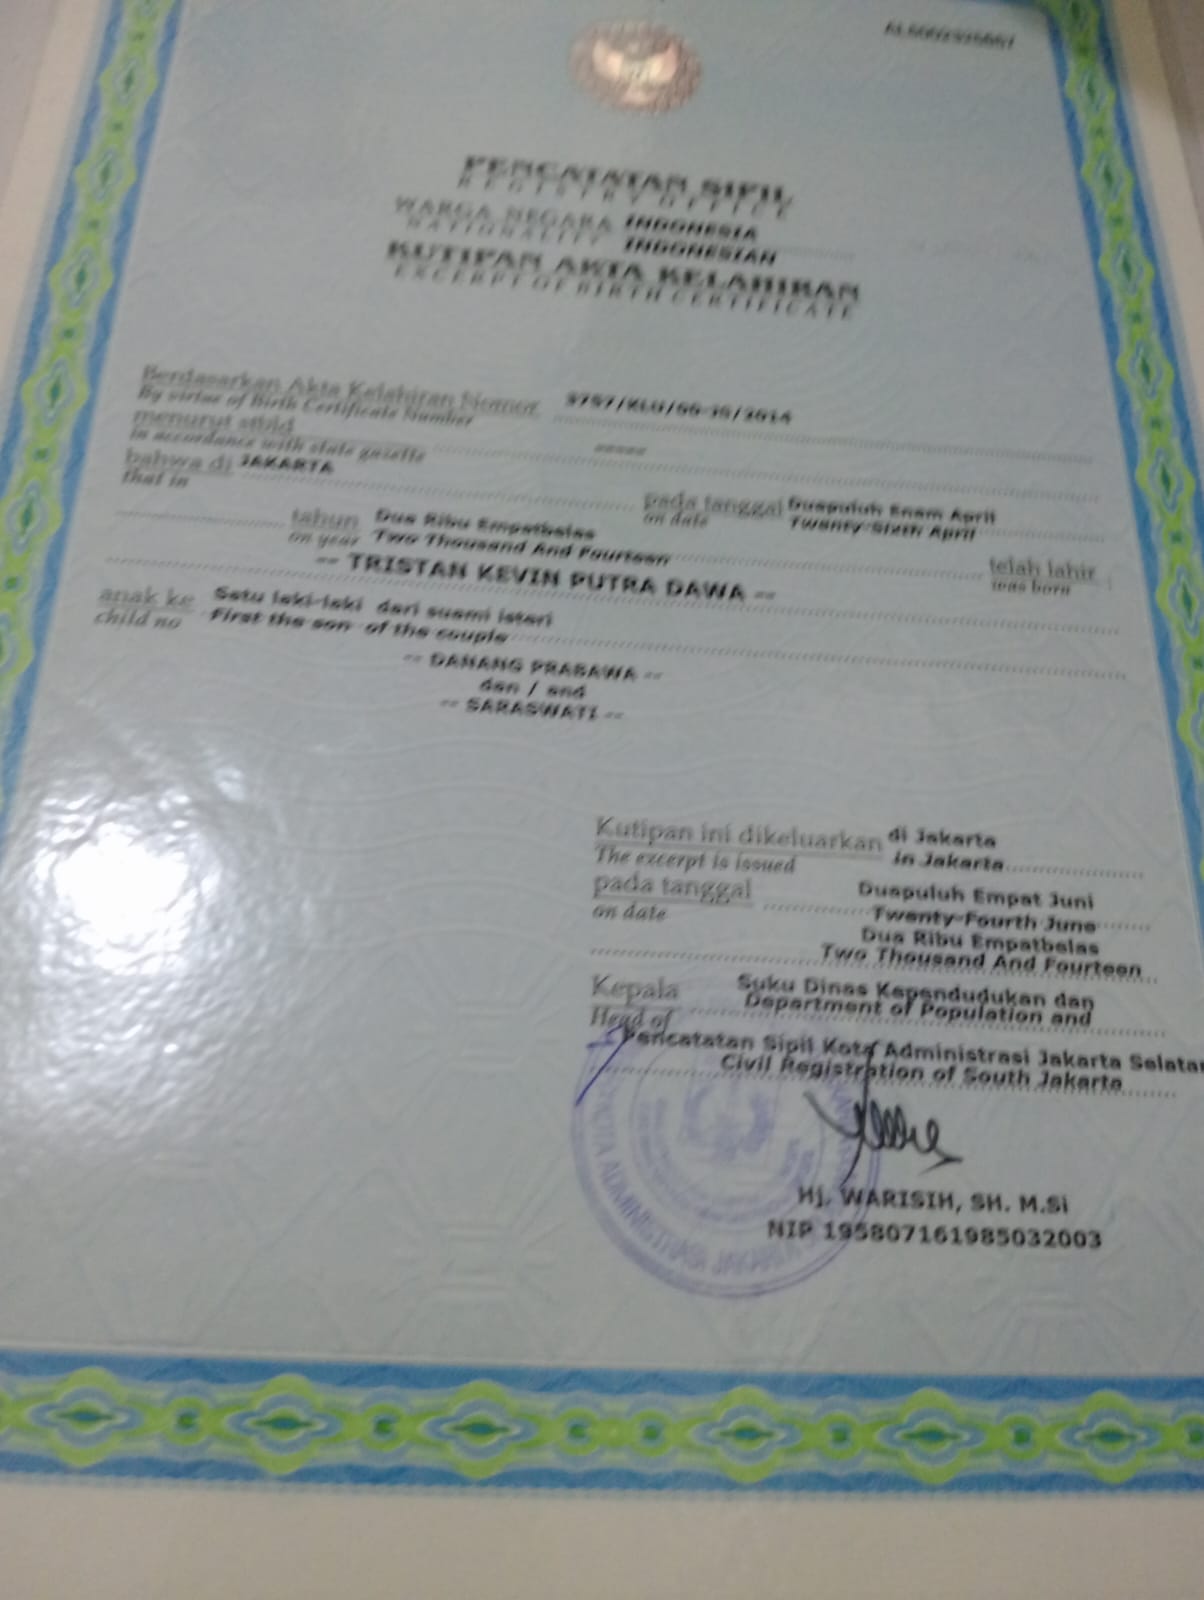 PENCATATAN SIPIL
REGISTRY OFFICE
WARGA NEGARA INDONESIA
NATIONALITY INDONESIAN
KUTIPAN AKTA KELAHIRAN
EXCERPT OF BIRTH CERTIFICATE
Berdasarkan Akta Kelahiran Nomor
By virtue of Birth Certificate Number
menurut stbld
in accordance with state gazette -----
bahwa di JAKARTA
that in
pada tanggal Duapuluh Enam April
on date Twenty-Sixth April
tahun Dua Ribu Empatbelas
on year Two Thousand And Fourteen
telah lahir
was born
-- TRISTAN KEVIN PUTRA DAWA --
anak ke Satu laki-laki dari suami isteri
child no First the son of the couple
-- DANANG PRABAWA --
dan / and
-- SARASWATI --
Kutipan ini dikeluarkan di Jakarta
The excerpt is issued in Jakarta
pada tanggal Duapuluh Empat Juni
on date Twenty-Fourth June
Dua Ribu Empatbelas
Two Thousand And Fourteen
Kepala Suku Dinas Kependudukan dan
Head of Department of Population and
Pencatatan Sipil Kota Administrasi Jakarta Selatan
Civil Registration of South Jakarta
ADMINISTRASI JAKARTA
Hj. WARISIH, SH. M.Si
NIP 195807161985032003